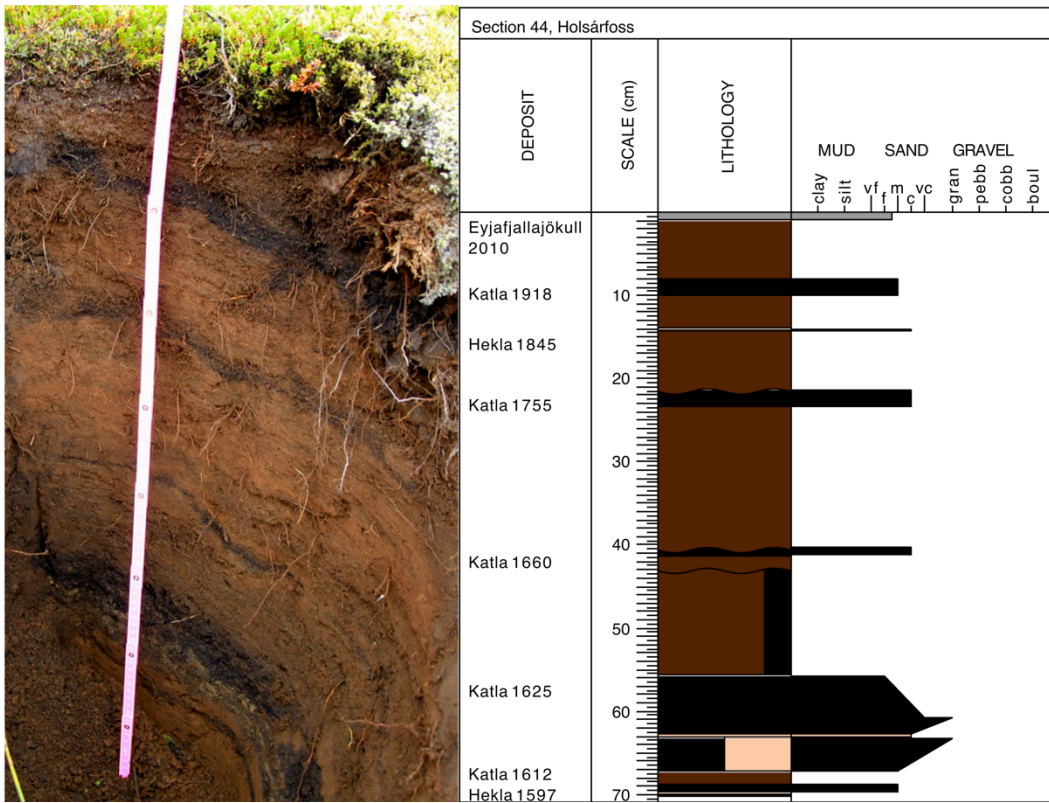 Section 44, Holsárfoss
DEPOSIT
SCALE (cm)
LITHOLOGY
MUD SAND GRAVEL
clay
silt
vf
f
m
c
vc
gran
pebb
cobb
boul
Eyjafjallajökull
2010
Katla 1918
10
Hekla 1845
20
Katla 1755
30
40
Katla 1660
50
Katla 1625
60
Katla 1612
Hekla 1597
70